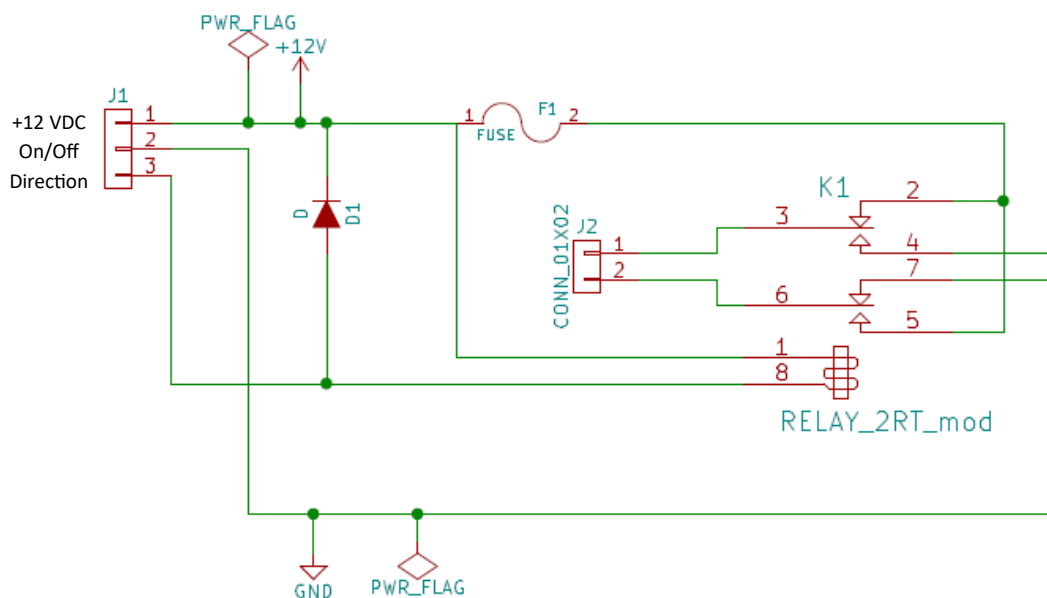 PWR_FLAG
+12V
J1
+12 VDC
1
On/Off
2
Direction
3
1
F1
2
FUSE
D
D1
K1
2
3
4
J2
1
2
CONN_01X02
7
6
5
1
8
RELAY_2RT_mod
GND
PWR_FLAG